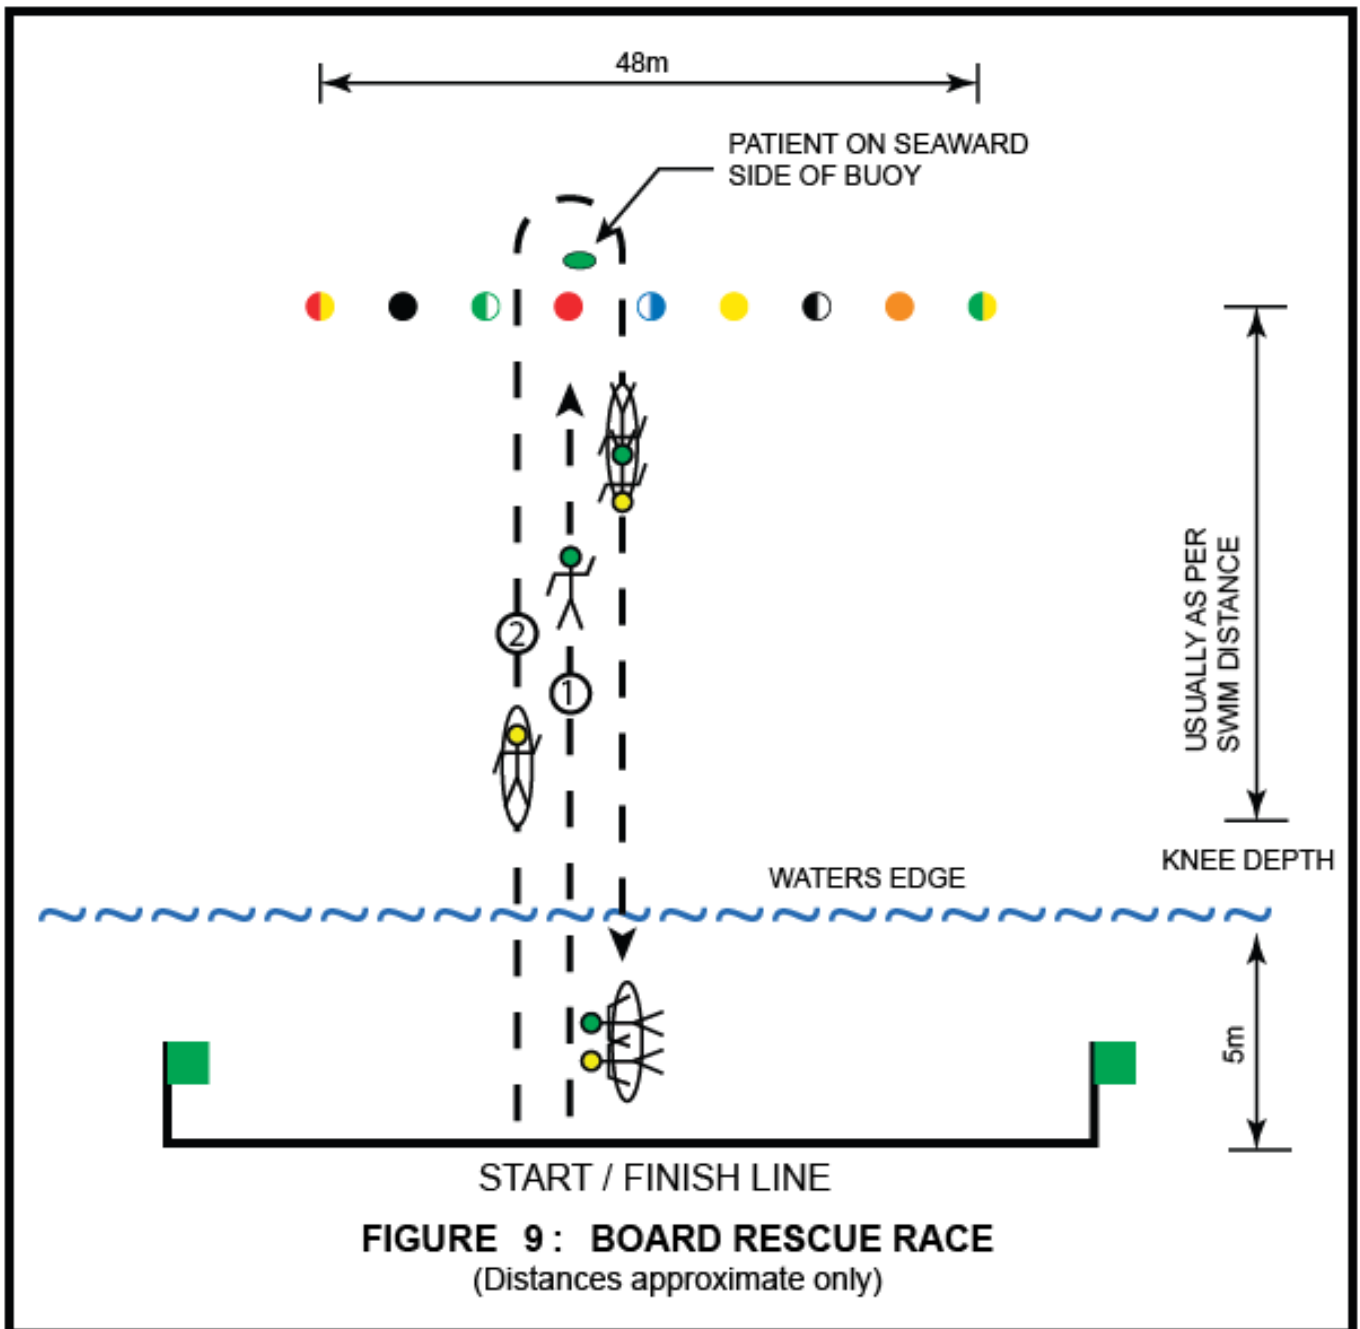 48m
PATIENT ON SEAWARD
SIDE OF BUOY
2
1
USUALLY AS PER
SWIM DISTANCE
KNEE DEPTH
WATERS EDGE
5m
START / FINISH LINE
FIGURE 9 : BOARD RESCUE RACE
(Distances approximate only)